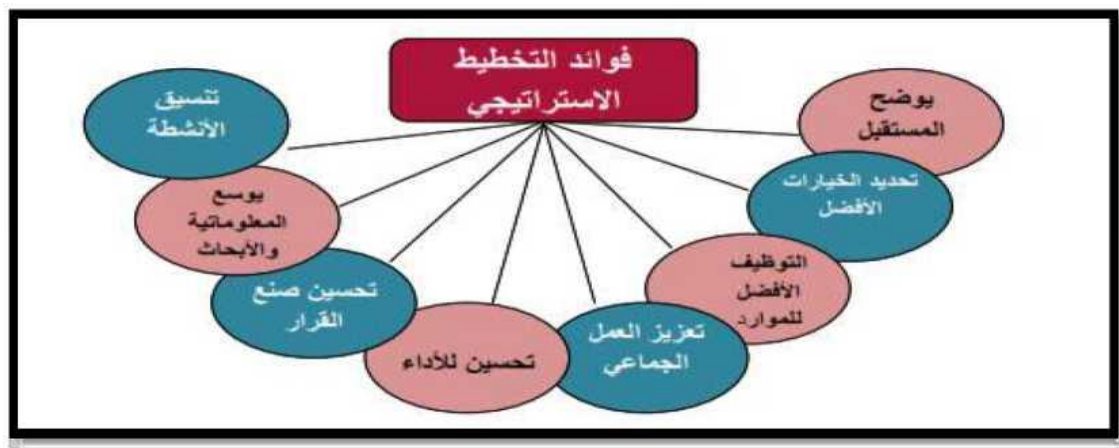 فوائد التخطيط
الاستراتيجي
يوضح
المستقبل
تحديد الخيارات
الأفضل
التوظيف
الأفضل
للموارد
تعزيز العمل
الجماعي
تحسين للأداء
تحسين صنع
القرار
يوسع
المعلوماتية
والأبحاث
تنسيق
الأنشطة